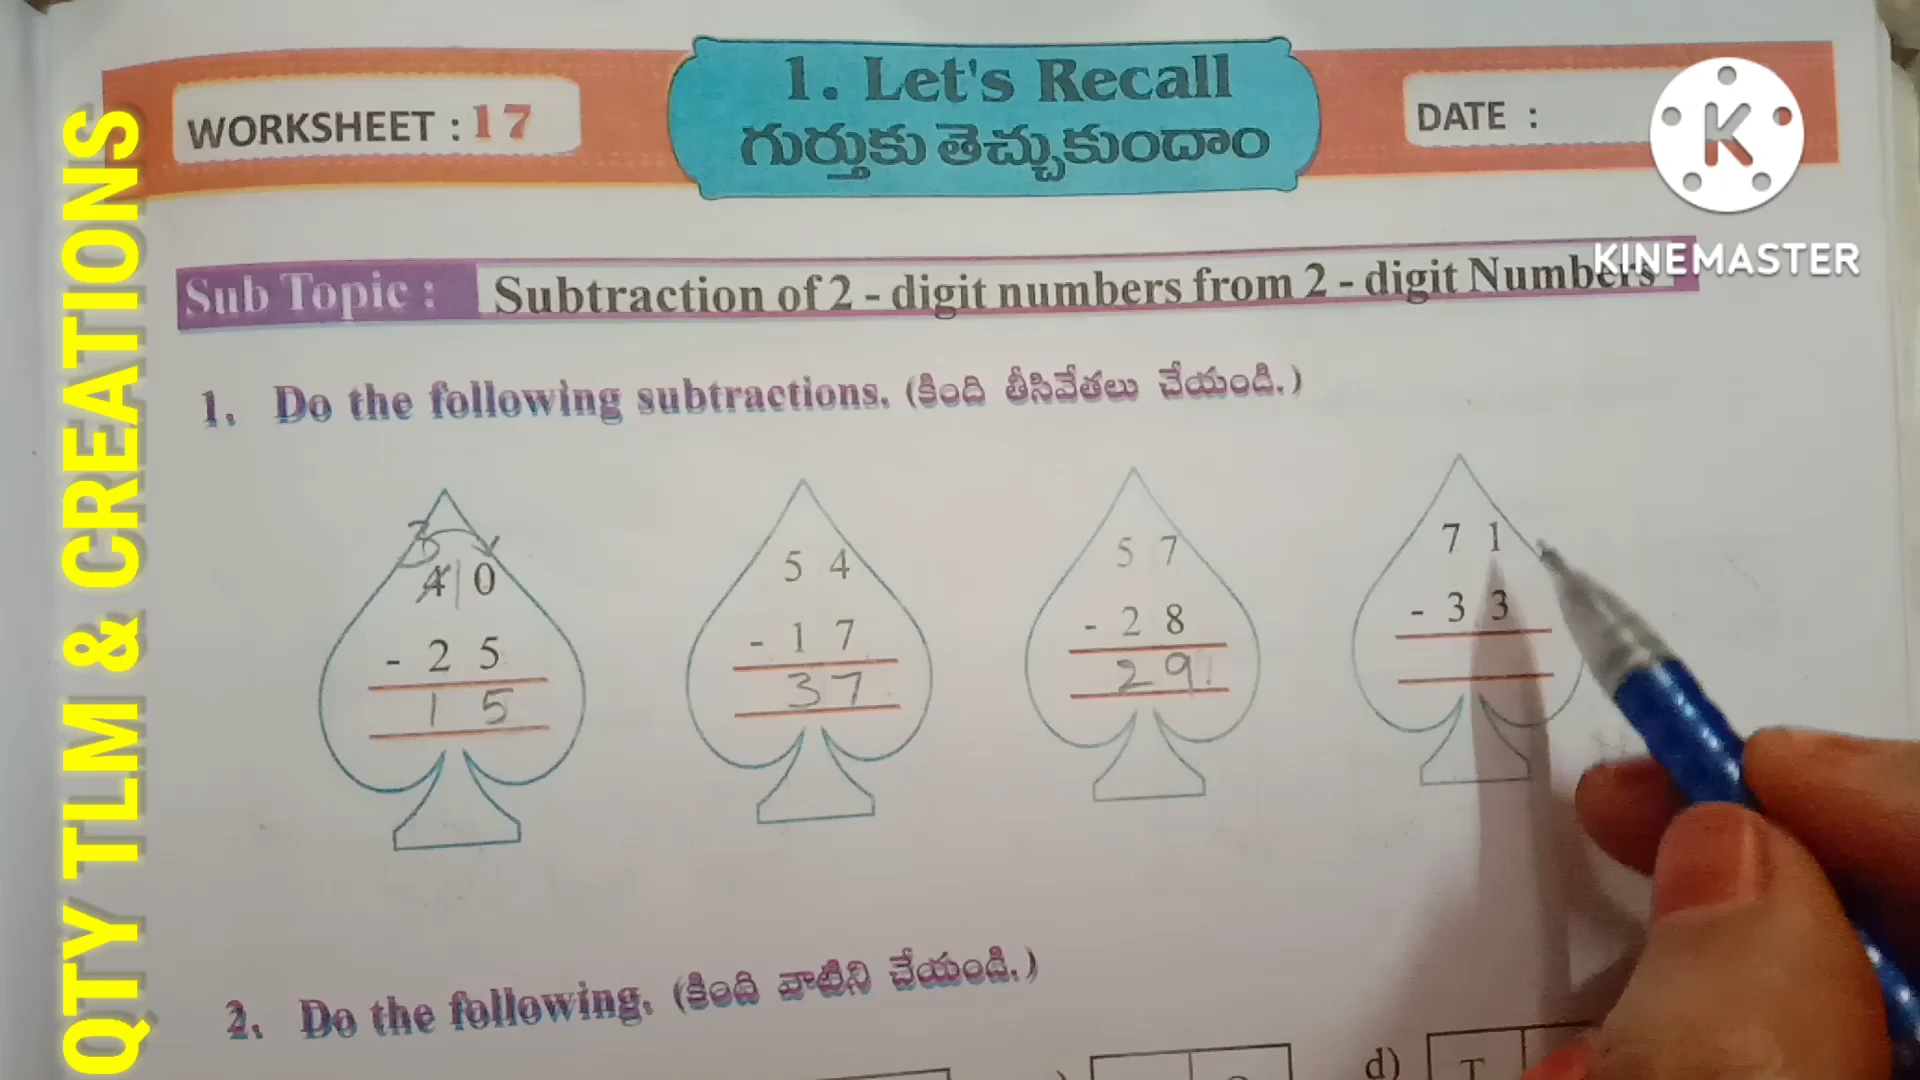 QTY TLM & CREATIONS
WORKSHEET : 17
1. Let's Recall
గుర్తుకు తెచ్చుకుందాం
DATE :
K
KINEMASTER
Sub Topic : Subtraction of 2 - digit numbers from 2 - digit Numbers
1. Do the following subtractions. (కింది తీసివేతలు చేయండి.)
3
4 0
- 2 5
1 5
5 4
- 1 7
3 7
5 7
- 2 8
2 9
7 1
- 3 3
2. Do the following. (కింది వాటిని చేయండి.)
d)
T